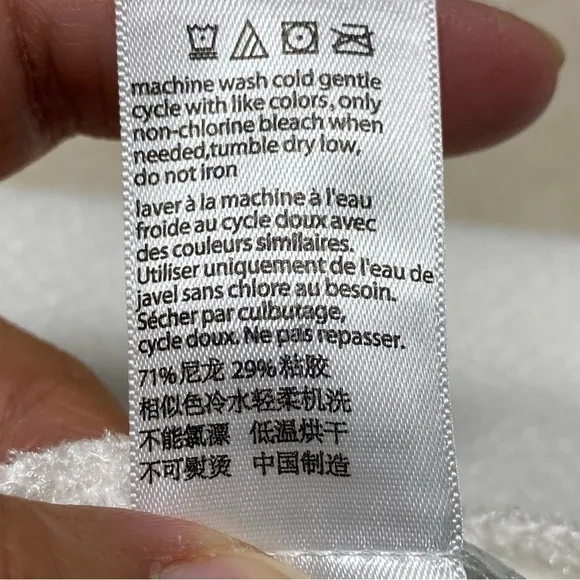 machine wash cold gentle
cycle with like colors, only
non-chlorine bleach when
needed,tumble dry low,
do not iron
laver à la machine à l'eau
froide au cycle doux avec
des couleurs similaires.
Utiliser uniquement de l'eau de
javel sans chlore au besoin.
Sécher par culbutage,
cycle doux. Ne pas repasser.
71%尼龙 29%粘胶
相似色冷水轻柔机洗
不能氯漂 低温烘干
不可熨烫 中国制造